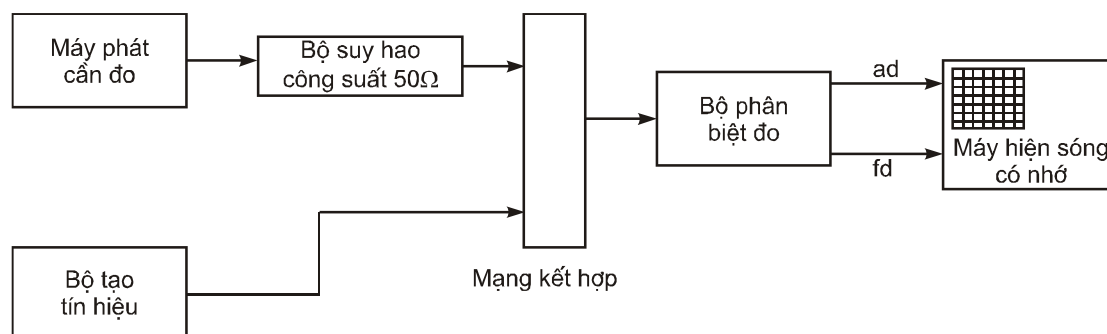 Máy phát
cần đo
Bộ suy hao
công suất 50Ω
Bộ tạo
tín hiệu
Mạng kết hợp
Bộ phân
biệt đo
ad
fd
Máy hiện sóng
có nhớ